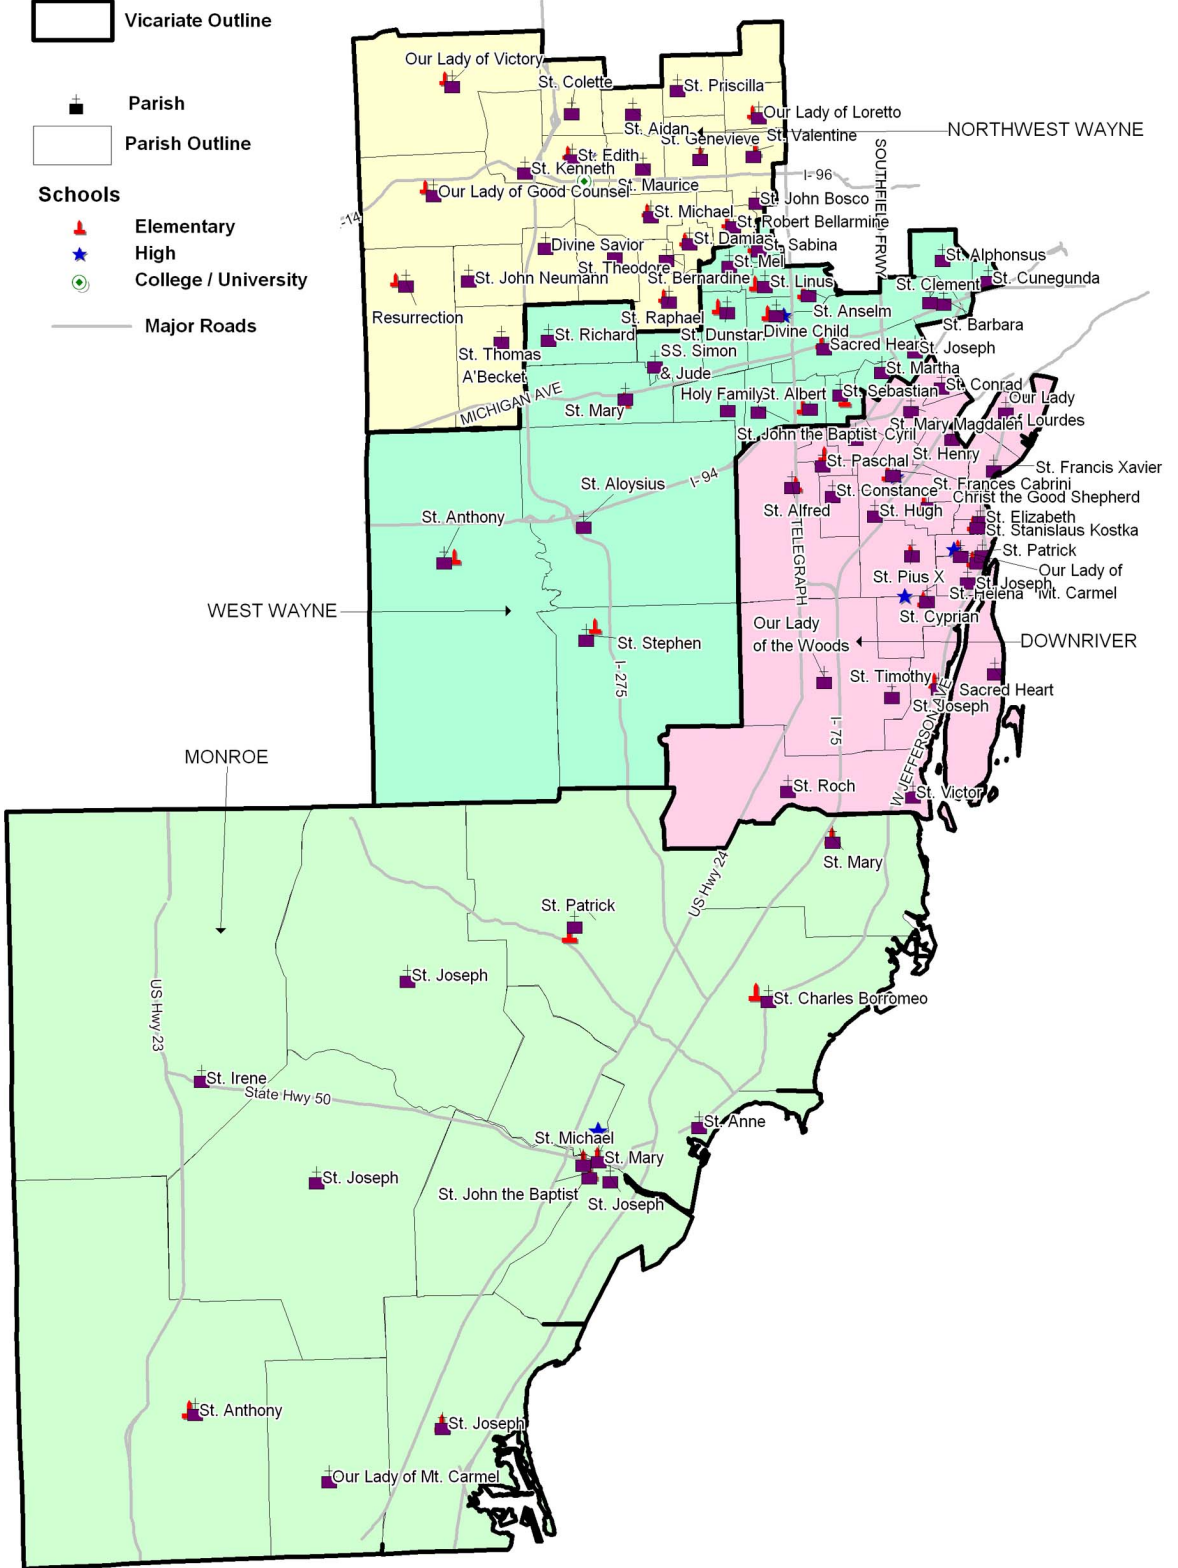 Vicariate Outline
Parish
Parish Outline
Schools
Elementary
High
College / University
Major Roads
Our Lady of Victory
St. Colette
St. Priscilla
Our Lady of Loretto
St. Aidan
NORTHWEST WAYNE
St. Genevieve
St. Valentine
St. Edith
St. Kenneth
I-96
St. Maurice
Our Lady of Good Counsel
SOUTHFIELD FRWY
St. John Bosco
-14
St. Michael
St. Robert Bellarmine
St. Damian
St. Sabina
Divine Savior
St. Theodore
St. Mel
St. Alphonsus
St. John Neumann
St. Bernardine
St. Linus
St. Clement
St. Cunegunda
Resurrection
St. Raphael
St. Anselm
St. Barbara
St. Richard
St. Dunstan
Divine Child
Sacred Heart
St. Joseph
St. Thomas
A'Becket
SS. Simon
& Jude
St. Martha
MICHIGAN AVE
St. Mary
Holy Family
St. Albert
St. Sebastian
St. Conrad
Our Lady
of Lourdes
St. Mary Magdalen
St. John the Baptist
Cyril
St. Henry
St. Paschal
St. Francis Xavier
I-94
St. Aloysius
St. Frances Cabrini
St. Constance
Christ the Good Shepherd
St. Anthony
St. Alfred
St. Hugh
St. Elizabeth
St. Stanislaus Kostka
TELEGRAPH
St. Patrick
St. Pius X
Our Lady of
Mt. Carmel
St. Joseph
St. Helena
WEST WAYNE
St. Cyprian
Our Lady
of the Woods
St. Stephen
DOWNRIVER
I-275
St. Timothy
Sacred Heart
St. Joseph
I-75
W JEFFERSON AVE
MONROE
St. Roch
St. Victor
St. Mary
US Hwy 24
St. Patrick
St. Joseph
St. Charles Borromeo
US Hwy 23
St. Irene
State Hwy 50
St. Anne
St. Michael
St. Mary
St. Joseph
St. John the Baptist
St. Joseph
St. Anthony
St. Joseph
Our Lady of Mt. Carmel